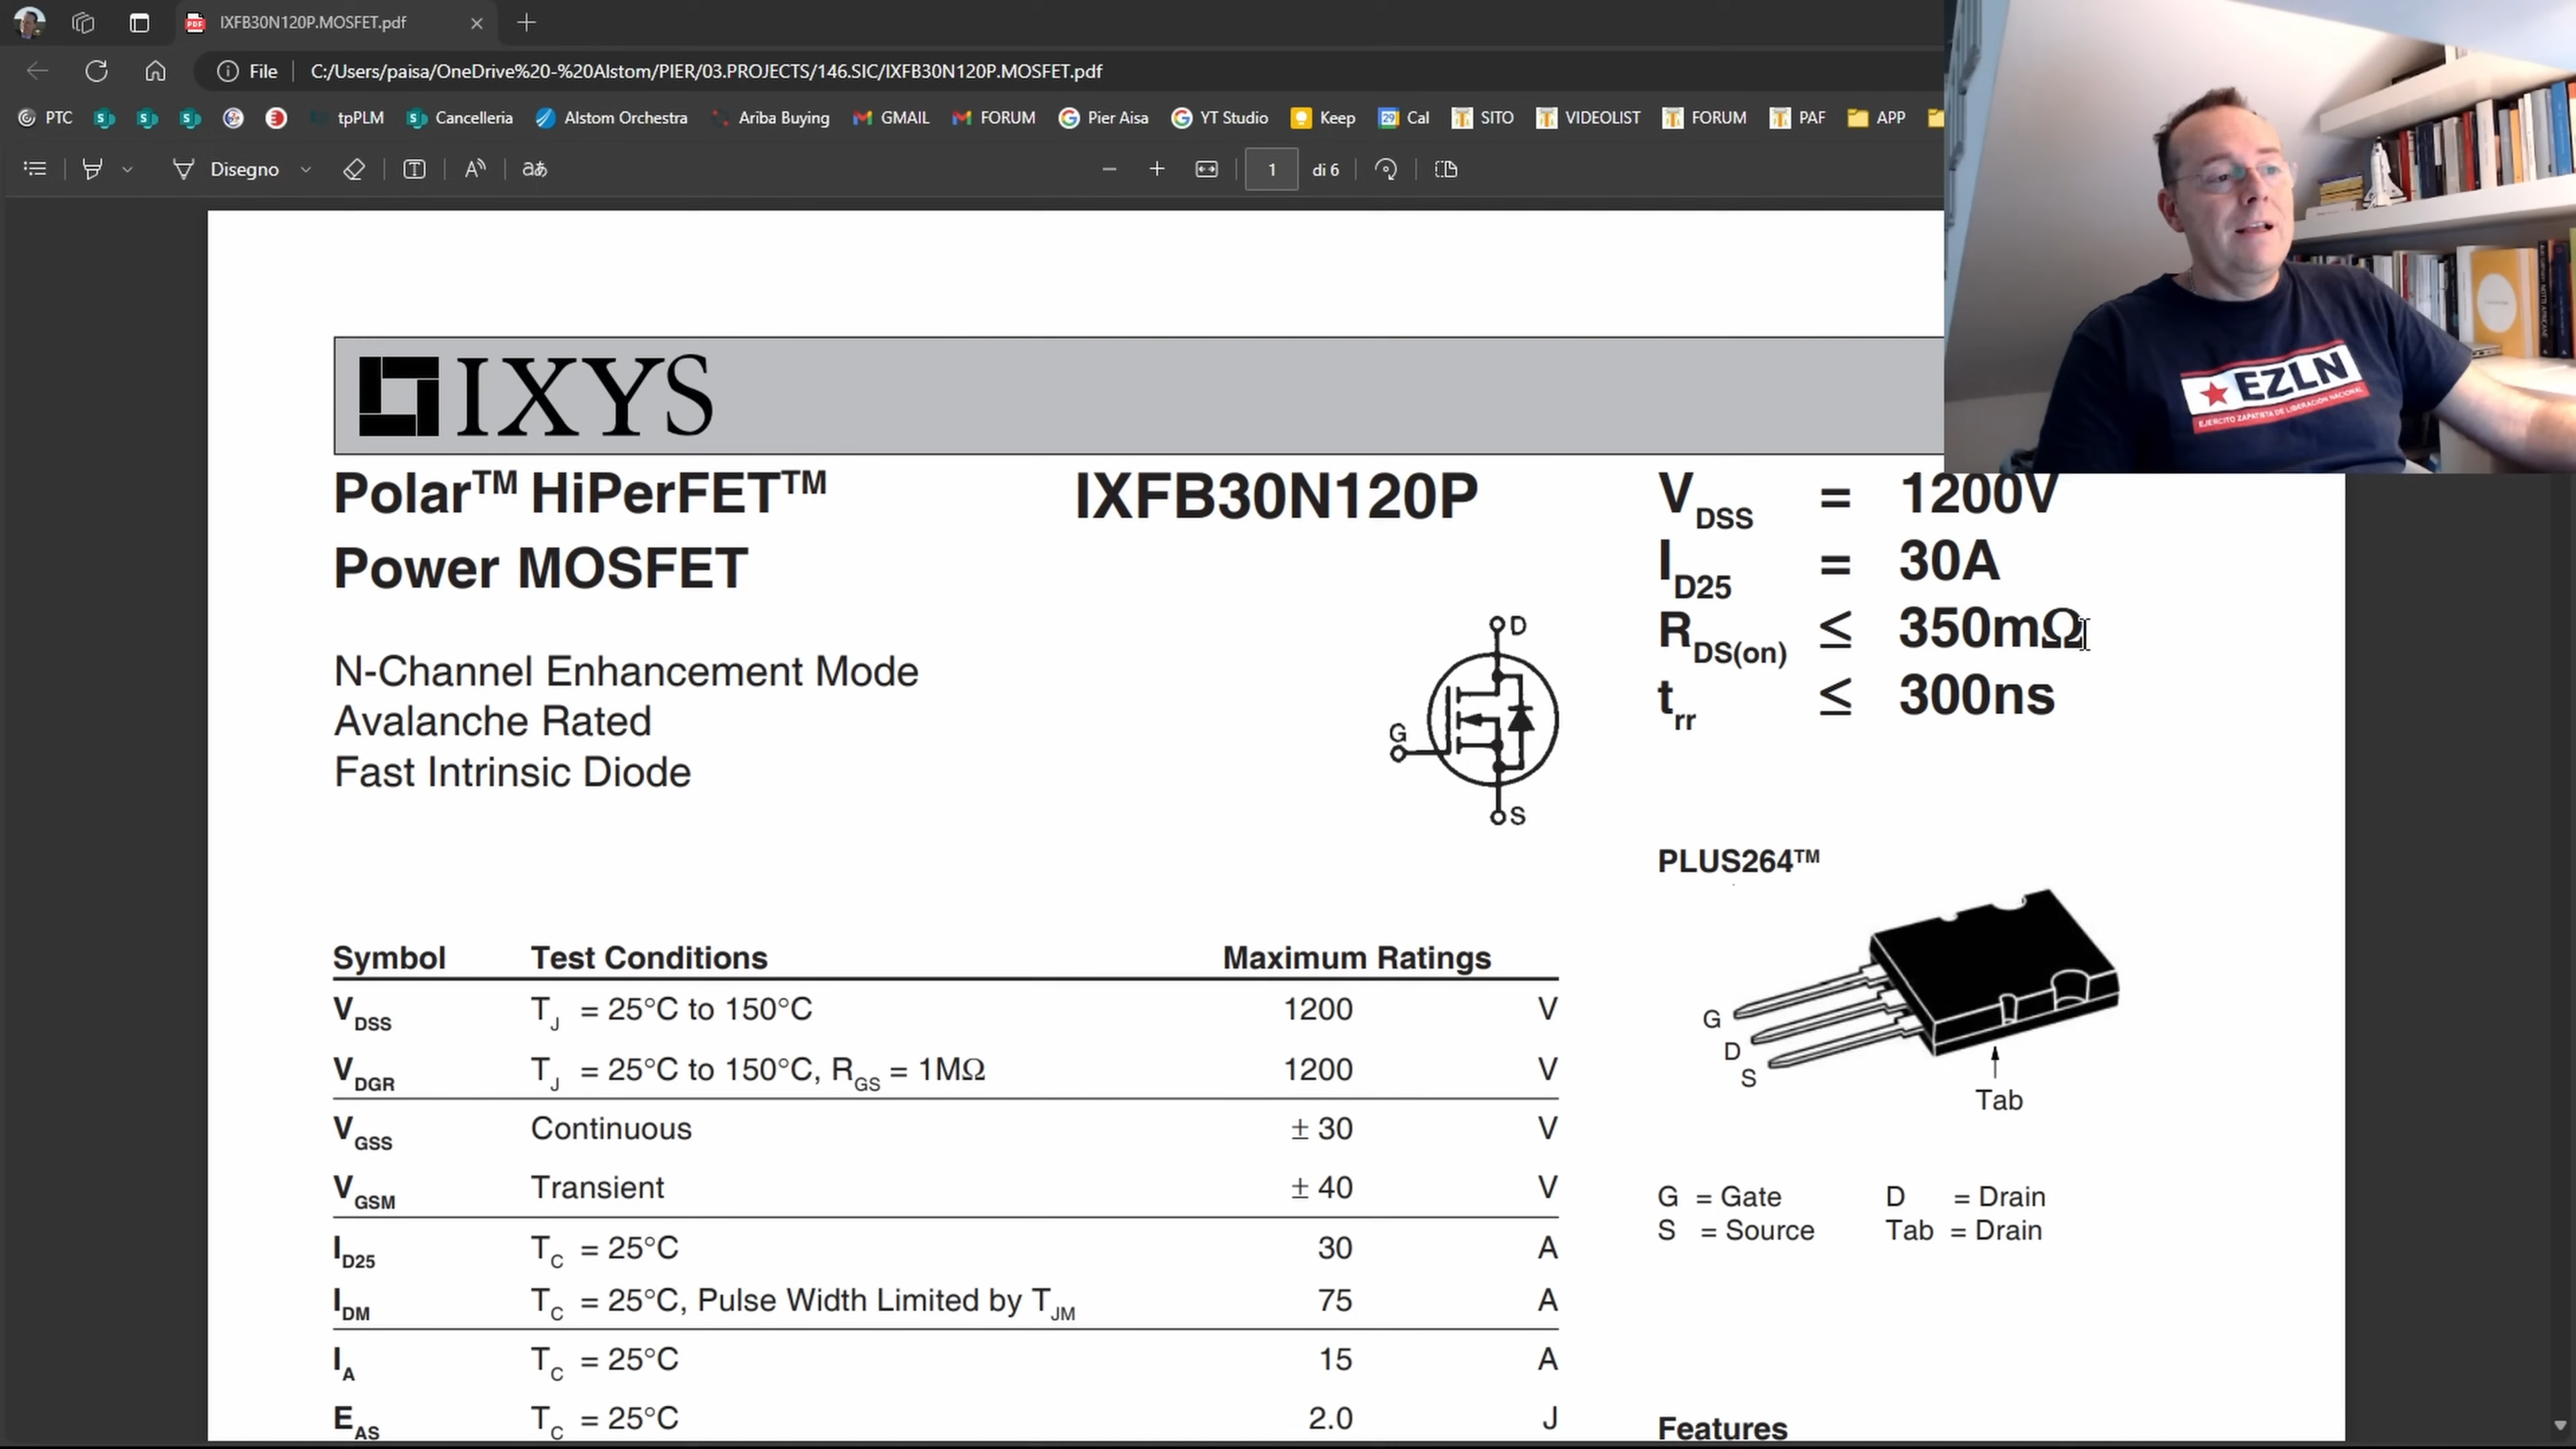 IXFB30N120P.MOSFET.pdf
File
C:/Users/paisa/OneDrive%20-%20Alstom/PIER/03.PROJECTS/146.SIC/IXFB30N120P.MOSFET.pdf
PTC tpPLM Cancelleria Alstom Orchestra Ariba Buying GMAIL FORUM Pier Aisa YT Studio Keep 29 Cal SITO VIDEOLIST FORUM PAF APP
Disegno 1 di 6
IXYS
EZLN
EJERCITO ZAPATISTA DE LIBERACIÓN NACIONAL
Polar™ HiPerFET™
Power MOSFET
IXFB30N120P
VDSS = 1200V
ID25 = 30A
RDS(on) ≤ 350mΩ
trr ≤ 300ns
N-Channel Enhancement Mode
Avalanche Rated
Fast Intrinsic Diode
D
G
S
PLUS264™
G
D
S
Tab
G = Gate D = Drain
S = Source Tab = Drain
Symbol Test Conditions Maximum Ratings
VDSS TJ = 25°C to 150°C 1200 V
VDGR TJ = 25°C to 150°C, RGS = 1MΩ 1200 V
VGSS Continuous ± 30 V
VGSM Transient ± 40 V
ID25 TC = 25°C 30 A
IDM TC = 25°C, Pulse Width Limited by TJM 75 A
IA TC = 25°C 15 A
EAS TC = 25°C 2.0 J
Features